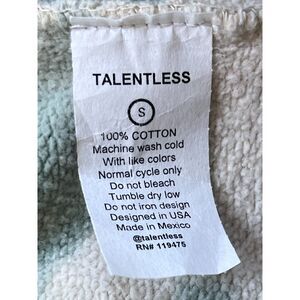 TALENTLESS
S
100% COTTON
Machine wash cold
With like colors
Normal cycle only
Do not bleach
Tumble dry low
Do not iron design
Designed in USA
Made in Mexico
@talentless
RN# 119475